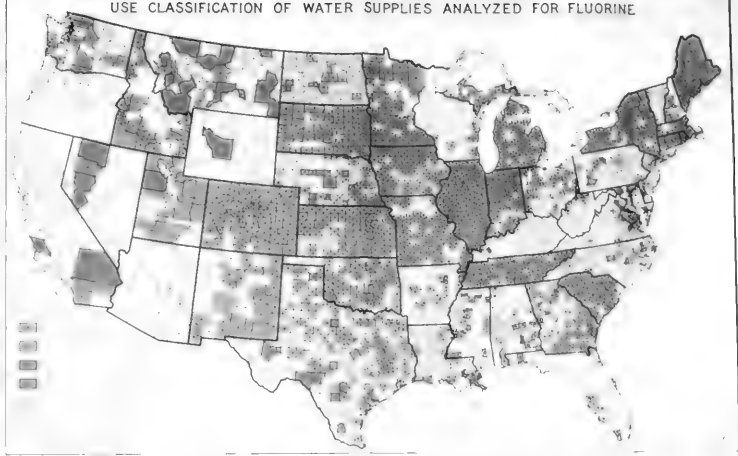 USE CLASSIFICATION OF WATER SUPPLIES ANALYZED FOR FLUORINE